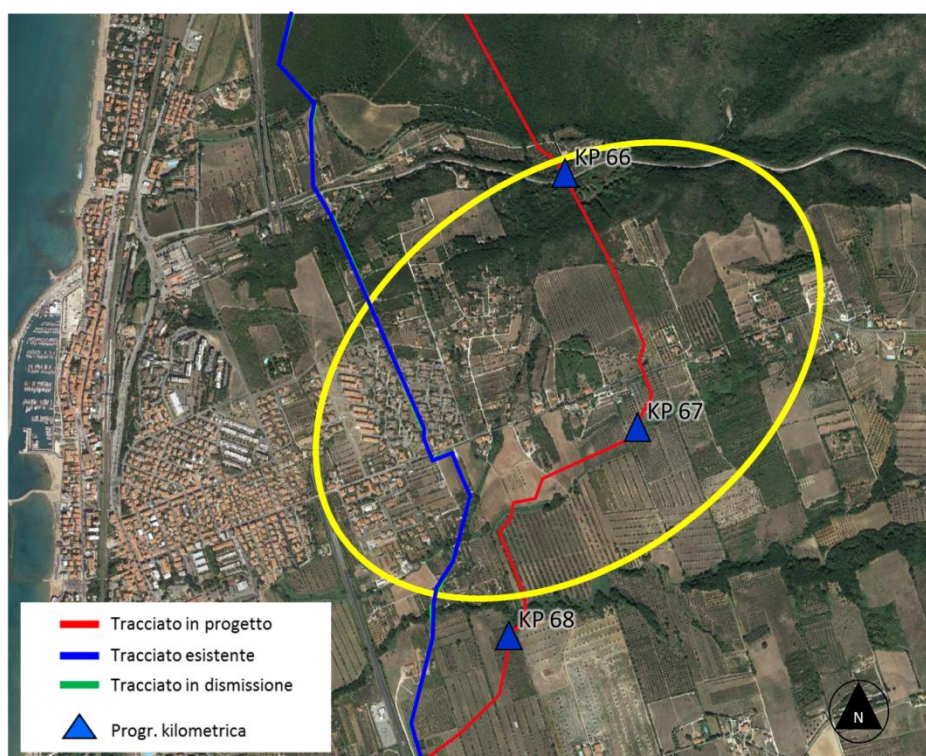 KP 66
KP 67
KP 68
Tracciato in progetto
Tracciato esistente
Tracciato in dismissione
Progr. kilometrica
N